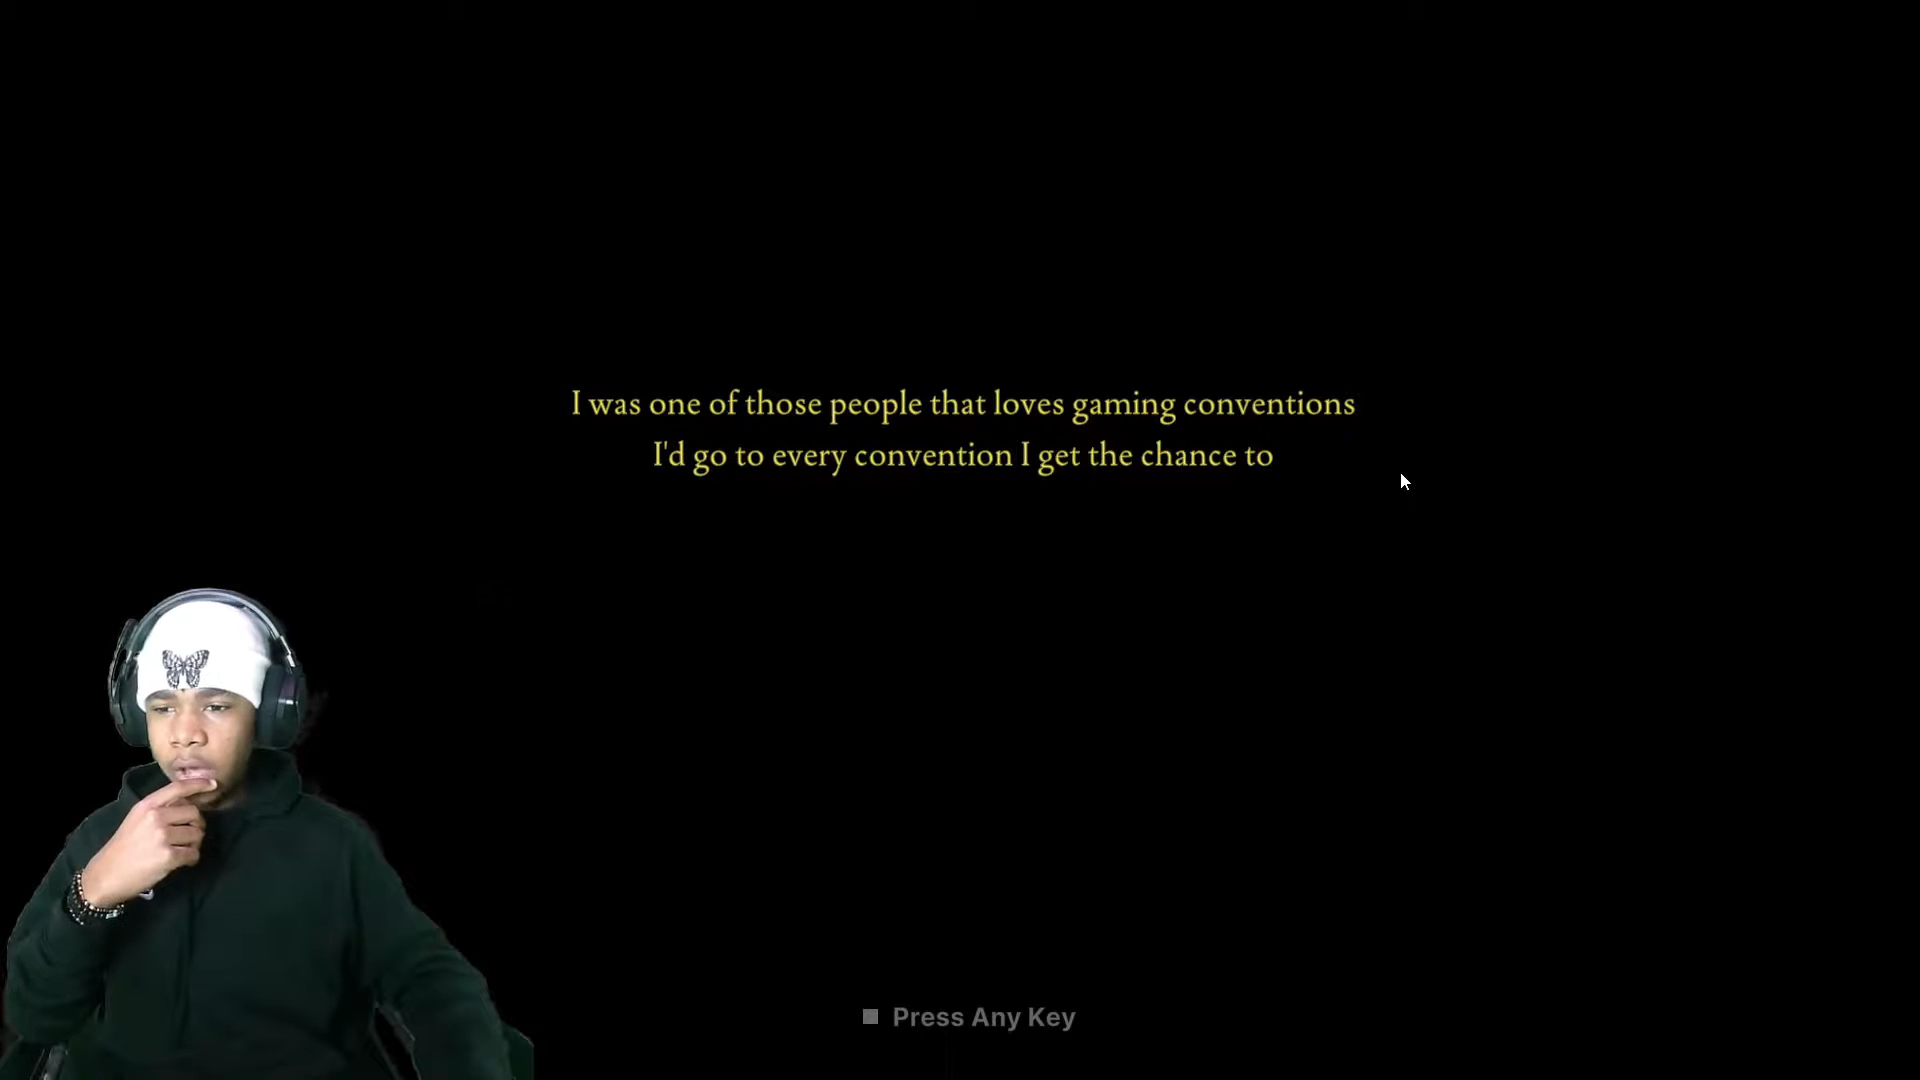 I was one of those people that loves gaming conventions
I'd go to every convention I get the chance to
Press Any Key